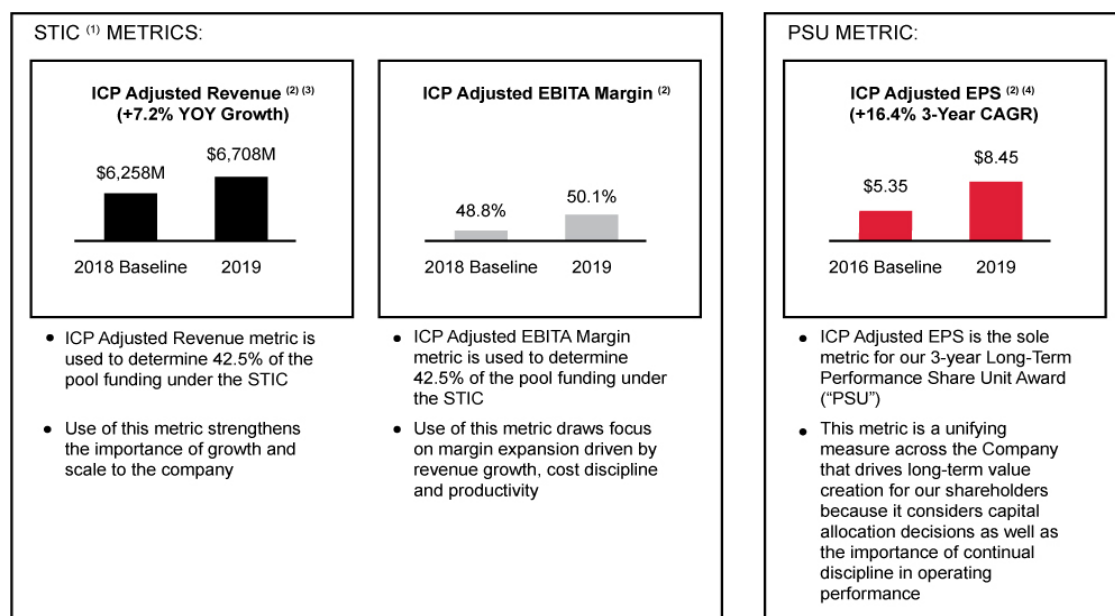 STIC (1) METRICS:
ICP Adjusted Revenue (2) (3)
(+7.2% YOY Growth)
$6,258M
$6,708M
2018 Baseline
2019
ICP Adjusted EBITA Margin (2)
48.8%
50.1%
2018 Baseline
2019
• ICP Adjusted Revenue metric is
used to determine 42.5% of the
pool funding under the STIC
• Use of this metric strengthens
the importance of growth and
scale to the company
• ICP Adjusted EBITA Margin
metric is used to determine
42.5% of the pool funding under
the STIC
• Use of this metric draws focus
on margin expansion driven by
revenue growth, cost discipline
and productivity
PSU METRIC:
ICP Adjusted EPS (2) (4)
(+16.4% 3-Year CAGR)
$5.35
$8.45
2016 Baseline
2019
• ICP Adjusted EPS is the sole
metric for our 3-year Long-Term
Performance Share Unit Award
(“PSU”)
• This metric is a unifying
measure across the Company
that drives long-term value
creation for our shareholders
because it considers capital
allocation decisions as well as
the importance of continual
discipline in operating
performance